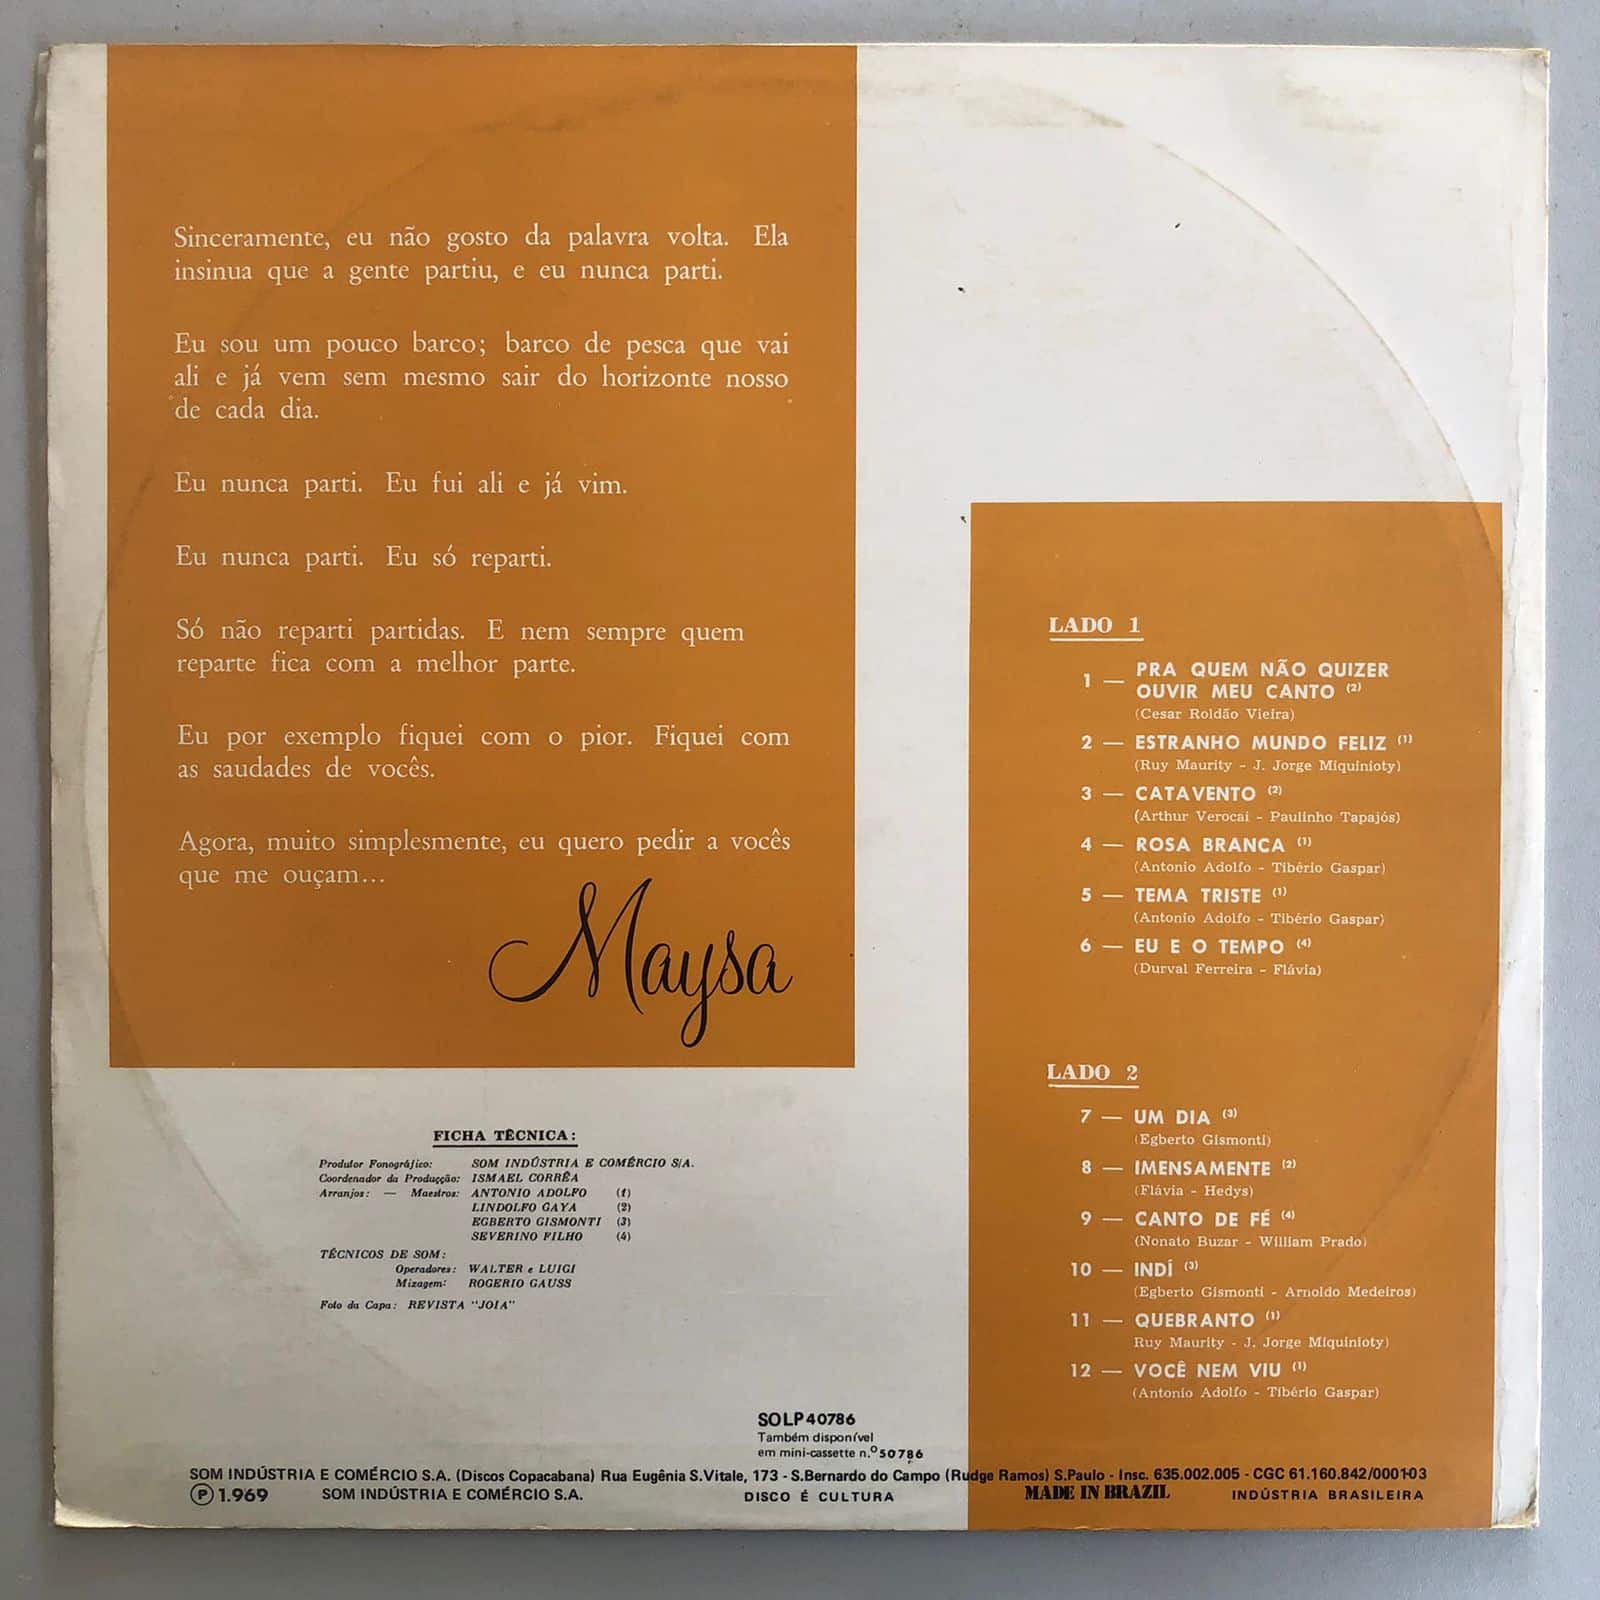 Sinceramente, eu não gosto da palavra volta. Ela
insinua que a gente partiu, e eu nunca parti.
Eu sou um pouco barco; barco de pesca que vai
ali e já vem sem mesmo sair do horizonte nosso
de cada dia.
Eu nunca parti. Eu fui ali e já vim.
Eu nunca parti. Eu só reparti.
Só não reparti partidas. E nem sempre quem
reparte fica com a melhor parte.
Eu por exemplo fiquei com o pior. Fiquei com
as saudades de vocês.
Agora, muito simplesmente, eu quero pedir a vocês
que me ouçam...
Maysa
FICHA TÊCNICA:
Produtor Fonográfico: SOM INDÚSTRIA E COMÉRCIO S/A.
Coordenador da Producção: ISMAEL CORRÊA
Arranjos: — Maestros: ANTONIO ADOLFO (1)
LINDOLFO GAYA (2)
EGBERTO GISMONTI (3)
SEVERINO FILHO (4)
TÉCNICOS DE SOM:
Operadores: WALTER e LUIGI
Mixagem: ROGERIO GAUSS
Foto da Capa: REVISTA "JOIA"
LADO 1
1 — PRA QUEM NÃO QUIZER
OUVIR MEU CANTO (2)
(Cesar Roldão Vieira)
2 — ESTRANHO MUNDO FELIZ (1)
(Ruy Maurity - J. Jorge Miquinioty)
3 — CATAVENTO (2)
(Arthur Verocai - Paulinho Tapajós)
4 — ROSA BRANCA (1)
(Antonio Adolfo - Tibério Gaspar)
5 — TEMA TRISTE (1)
(Antonio Adolfo - Tibério Gaspar)
6 — EU E O TEMPO (4)
(Durval Ferreira - Flávia)
LADO 2
7 — UM DIA (3)
(Egberto Gismonti)
8 — IMENSAMENTE (2)
(Flávia - Hedys)
9 — CANTO DE FÉ (4)
(Nonato Buzar - William Prado)
10 — INDÍ (3)
(Egberto Gismonti - Arnoldo Medeiros)
11 — QUEBRANTO (1)
Ruy Maurity - J. Jorge Miquinioty)
12 — VOCÊ NEM VIU (1)
(Antonio Adolfo - Tibério Gaspar)
SOLP 40786
Também disponível
em mini-cassette n.º 50786
SOM INDÚSTRIA E COMÉRCIO S.A. (Discos Copacabana) Rua Eugênia S.Vitale, 173 - S.Bernardo do Campo (Rudge Ramos) S.Paulo - Insc. 635.002.005 - CGC 61.160.842/0001-03
Ⓟ 1.969 SOM INDÚSTRIA E COMÉRCIO S.A. DISCO É CULTURA MADE IN BRAZIL INDÚSTRIA BRASILEIRA